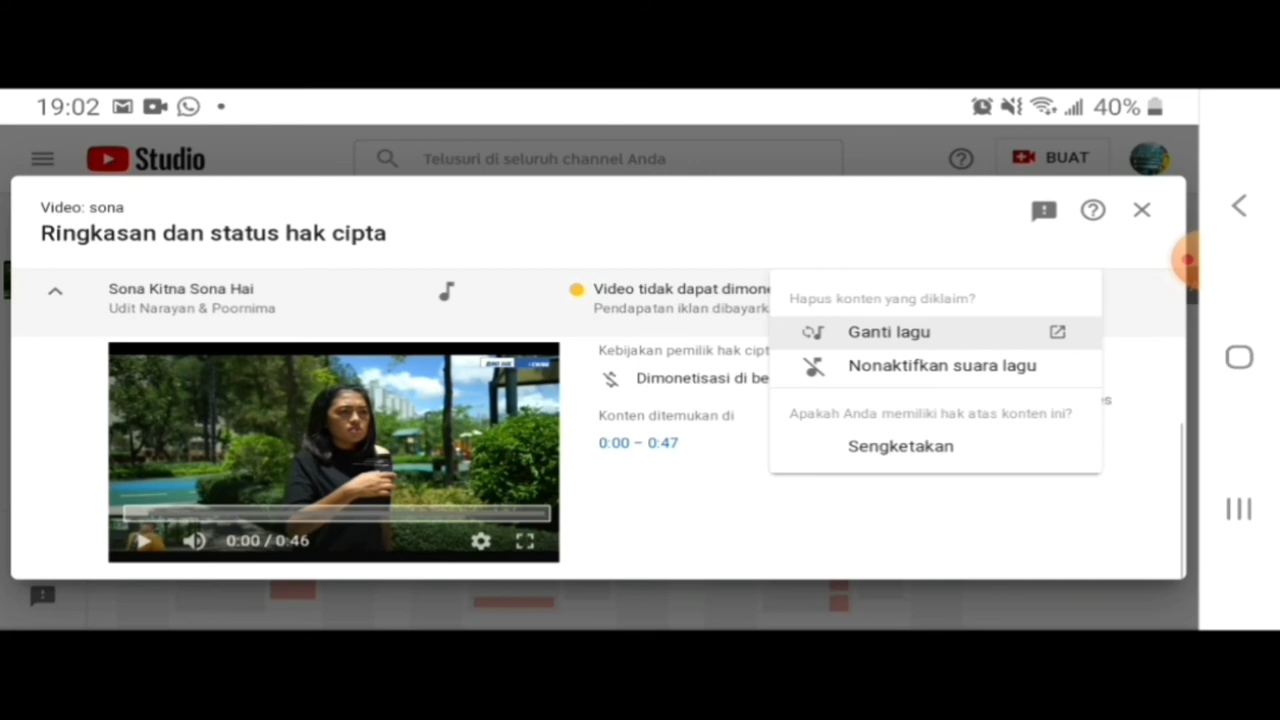 19:02
40%
Studio
Telusuri di seluruh channel Anda
BUAT
Video: sona
Ringkasan dan status hak cipta
Sona Kitna Sona Hai
Udit Narayan & Poornima
Video tidak dapat dimone
Pendapatan iklan dibayark
Hapus konten yang diklaim?
Ganti lagu
Nonaktifkan suara lagu
Apakah Anda memiliki hak atas konten ini?
Sengketakan
Kebijakan pemilik hak cipt
Dimonetisasi di be
es
Konten ditemukan di
0:00 – 0:47
0:00 / 0:46